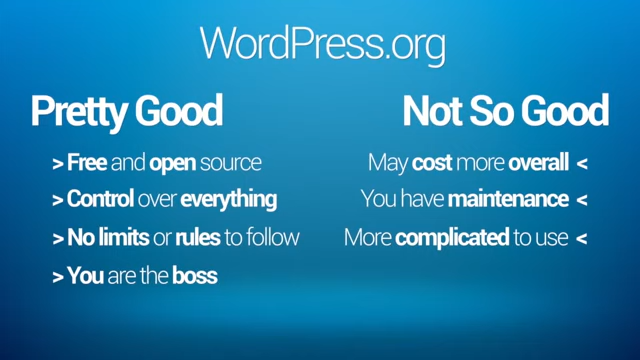 WordPress.org
Pretty Good
> Free and open source
> Control over everything
> No limits or rules to follow
> You are the boss
Not So Good
May cost more overall <
You have maintenance <
More complicated to use <